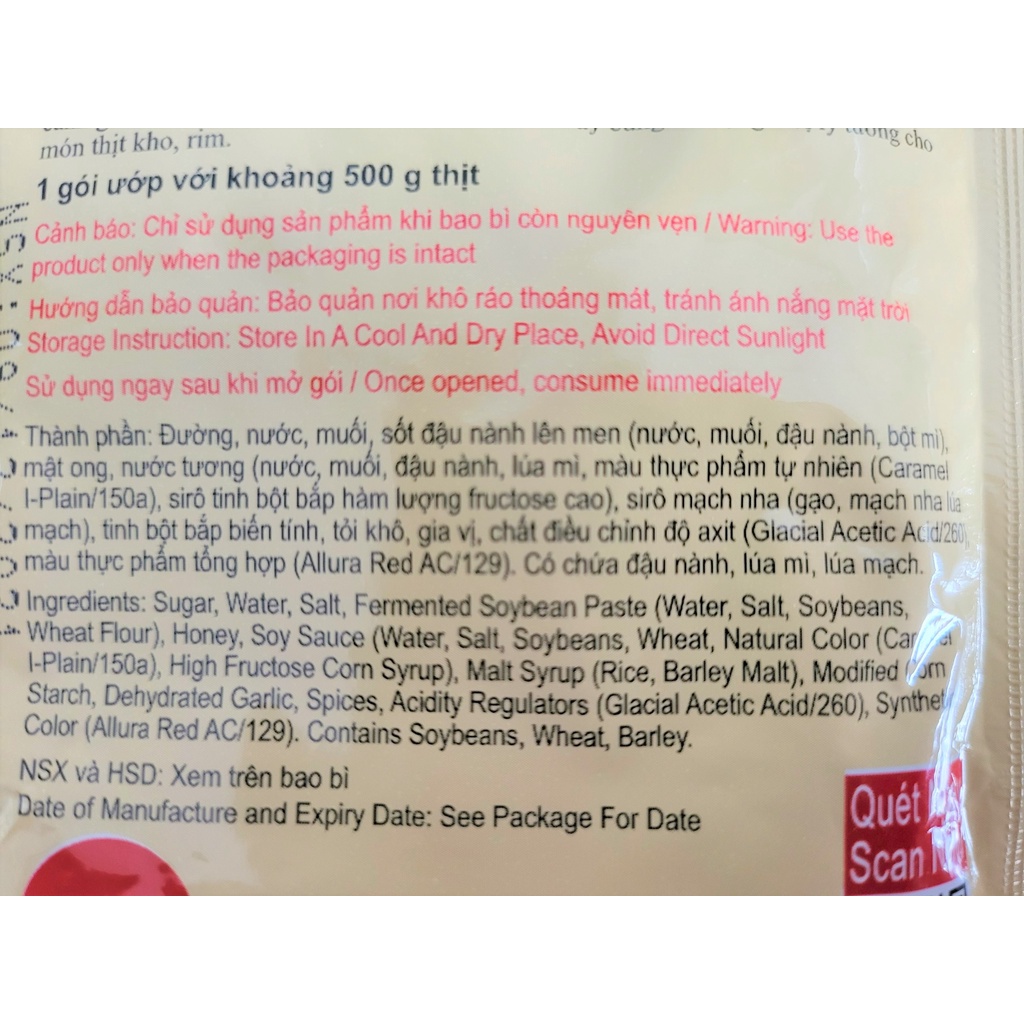 món thịt kho, rim.
cho
1 gói ướp với khoảng 500 g thịt
Cảnh báo: Chỉ sử dụng sản phẩm khi bao bì còn nguyên vẹn / Warning: Use the
product only when the packaging is intact
Hướng dẫn bảo quản: Bảo quản nơi khô ráo thoáng mát, tránh ánh nắng mặt trời
Storage Instruction: Store In A Cool And Dry Place, Avoid Direct Sunlight
Sử dụng ngay sau khi mở gói / Once opened, consume immediately
Thành phần: Đường, nước, muối, sốt đậu nành lên men (nước, muối, đậu nành, bột mì),
mật ong, nước tương (nước, muối, đậu nành, lúa mì, màu thực phẩm tự nhiên (Caramel
I-Plain/150a), sirô tinh bột bắp hàm lượng fructose cao), sirô mạch nha (gạo, mạch nha lúa
mạch), tinh bột bắp biến tính, tỏi khô, gia vị, chất điều chỉnh độ axit (Glacial Acetic Acid/260),
màu thực phẩm tổng hợp (Allura Red AC/129). Có chứa đậu nành, lúa mì, lúa mạch.
Ingredients: Sugar, Water, Salt, Fermented Soybean Paste (Water, Salt, Soybeans,
Wheat Flour), Honey, Soy Sauce (Water, Salt, Soybeans, Wheat, Natural Color (Caramel
I-Plain/150a), High Fructose Corn Syrup), Malt Syrup (Rice, Barley Malt), Modified Corn
Starch, Dehydrated Garlic, Spices, Acidity Regulators (Glacial Acetic Acid/260), Synthet
Color (Allura Red AC/129). Contains Soybeans, Wheat, Barley.
NSX và HSD: Xem trên bao bì
Date of Manufacture and Expiry Date: See Package For Date
Quét
Scan